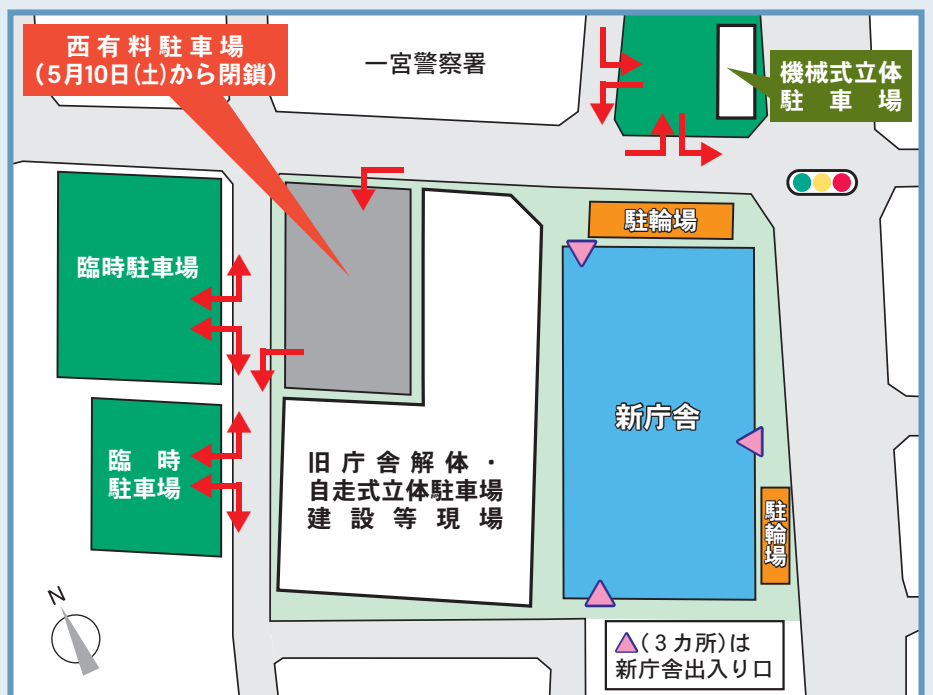 西有料駐車場
(5月10日(土)から閉鎖)
一宮警察署
機械式立体
駐車場
駐輪場
臨時駐車場
新庁舎
臨時
駐車場
旧庁舎解体・
自走式立体駐車場
建設等現場
駐輪場
N
△(3カ所)は
新庁舎出入り口